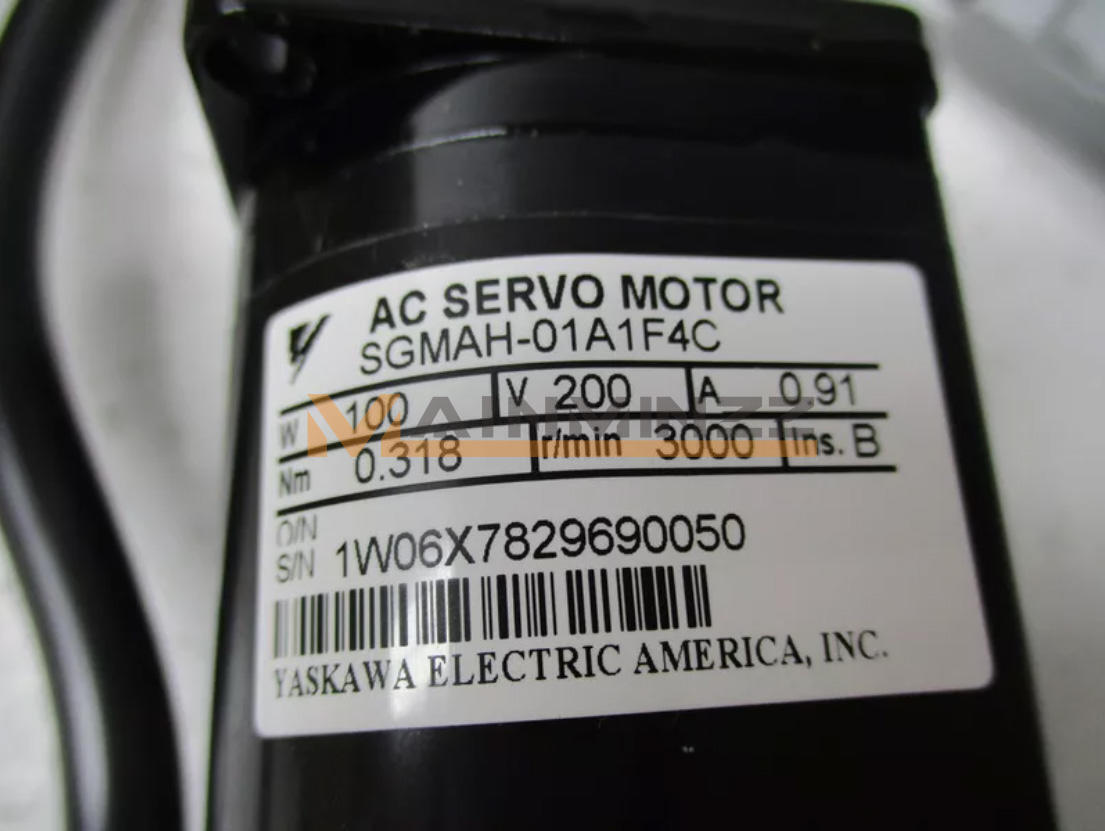 AC SERVO MOTOR
SGMAH-01A1F4C
W 100 V 200 A 0.91
Nm 0.318 r/min 3000 Ins. B
O/N
S/N 1W06X7829690050
YASKAWA ELECTRIC AMERICA, INC.